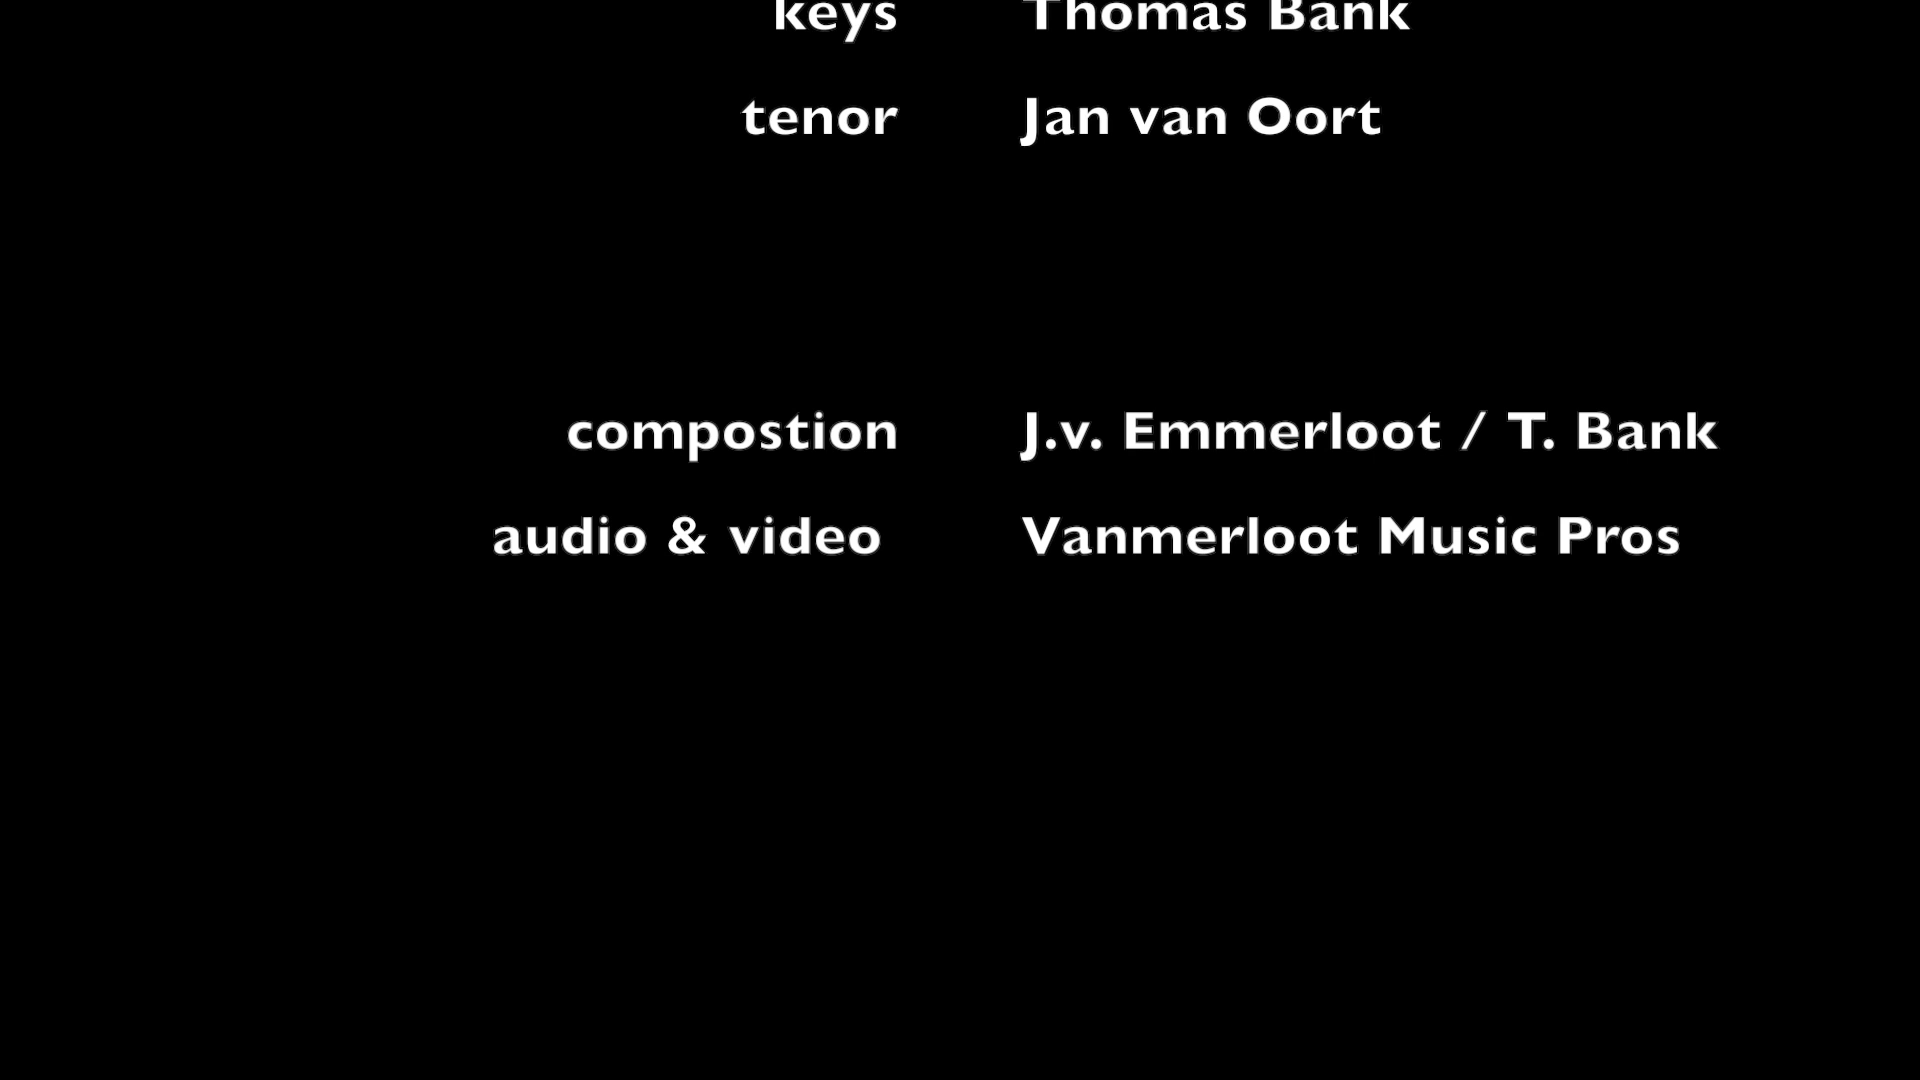 keys Thomas Bank
tenor Jan van Oort
compostion J.v. Emmerloot / T. Bank
audio & video Vanmerloot Music Pros